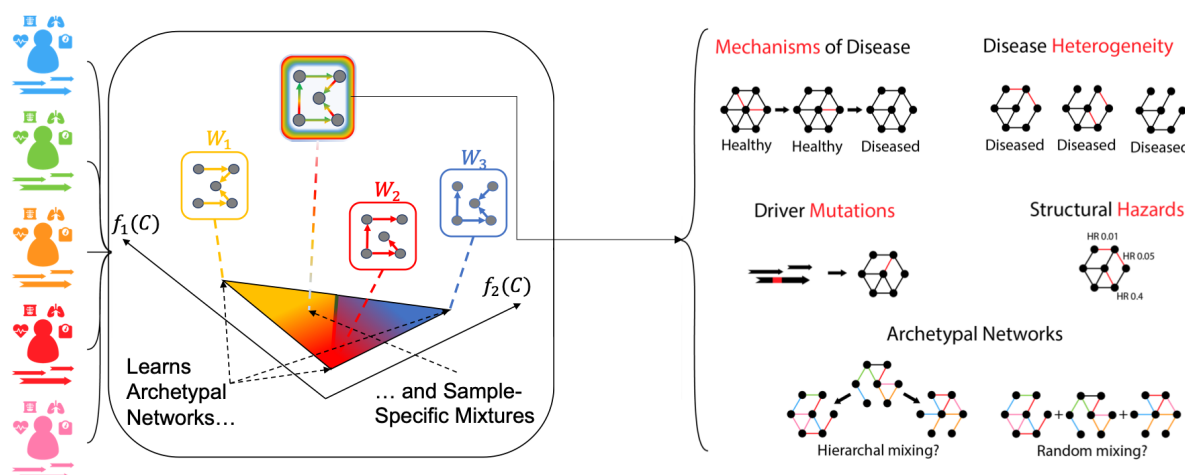 Mechanisms of Disease
Healthy
Healthy
Diseased
Disease Heterogeneity
Diseased
Diseased
Diseased
W1
W2
W3
f1(C)
f2(C)
Learns
Archetypal
Networks...
... and Sample-
Specific Mixtures
Driver Mutations
Structural Hazards
HR 0.01
HR 0.05
HR 0.4
Archetypal Networks
Hierarchal mixing?
+
+
Random mixing?